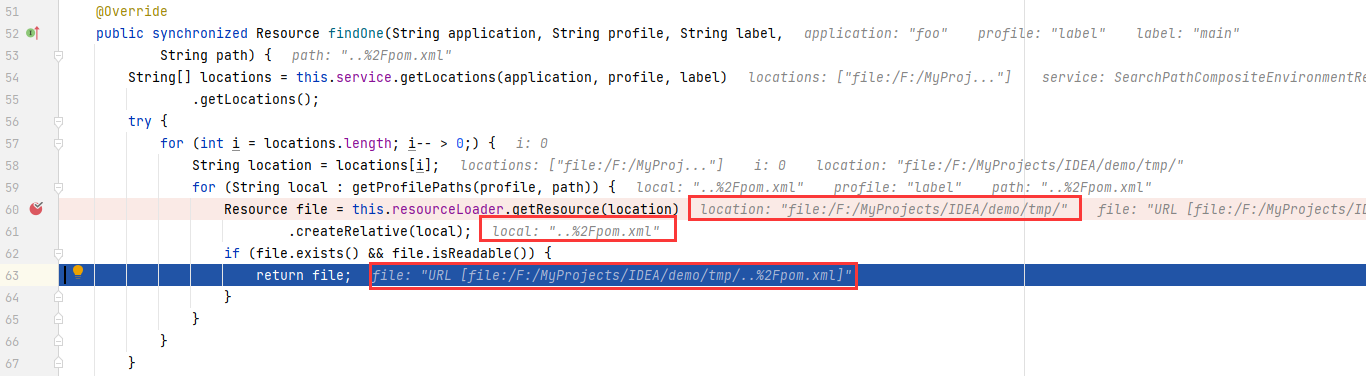 51 @Override
52 public synchronized Resource findOne(String application, String profile, String label, application: "foo" profile: "label" label: "main"
53 String path) { path: "..%2Fpom.xml"
54 String[] locations = this.service.getLocations(application, profile, label) locations: ["file:/F:/MyProj..."] service: SearchPathCompositeEnvironmentRe
55 .getLocations();
56 try {
57 for (int i = locations.length; i-- > 0;) { i: 0
58 String location = locations[i]; locations: ["file:/F:/MyProj..."] i: 0 location: "file:/F:/MyProjects/IDEA/demo/tmp/"
59 for (String local : getProfilePaths(profile, path)) { local: "..%2Fpom.xml" profile: "label" path: "..%2Fpom.xml"
60 Resource file = this.resourceLoader.getResource(location) location: "file:/F:/MyProjects/IDEA/demo/tmp/" file: "URL [file:/F:/MyProjects/ID
61 .createRelative(local); local: "..%2Fpom.xml"
62 if (file.exists() && file.isReadable()) {
63 return file; file: "URL [file:/F:/MyProjects/IDEA/demo/tmp/..%2Fpom.xml]"
64 }
65 }
66 }
67 }